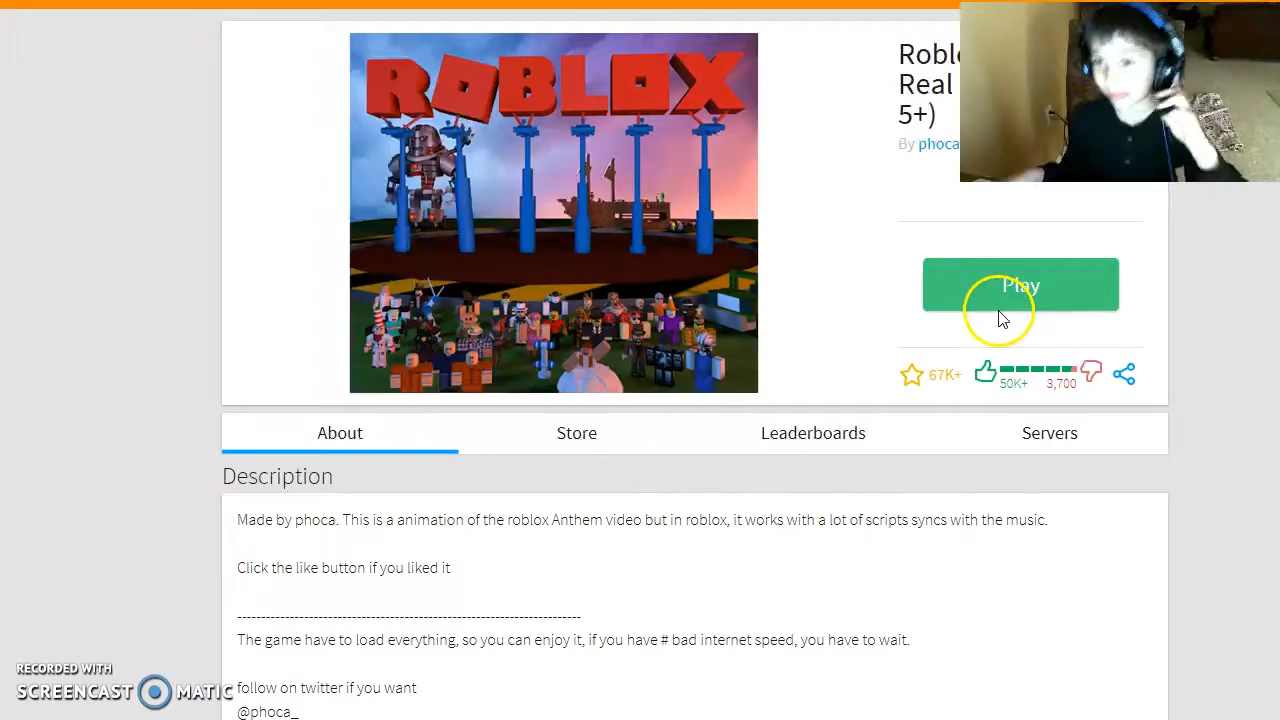 ROBLOX
Real
5+)
By phoca
Play
67K+
50K+
3,700
About
Store
Leaderboards
Servers
Description
Made by phoca. This is a animation of the roblox Anthem video but in roblox, it works with a lot of scripts syncs with the music.
Click the like button if you liked it
-----------------------------------------------------------------
The game have to load everything, so you can enjoy it, if you have # bad internet speed, you have to wait.
follow on twitter if you want
@phoca_
RECORDED WITH
SCREENCAST MATIC